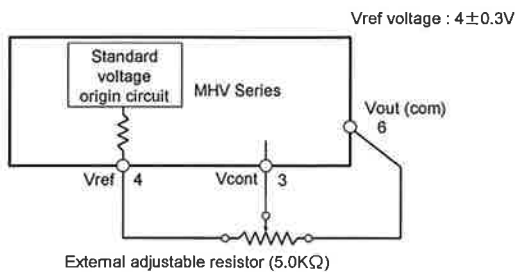 Vref voltage : 4±0.3V
Standard
voltage
origin circuit
MHV Series
Vout (com)
6
Vref 4
Vcont 3
External adjustable resistor (5.0KΩ)